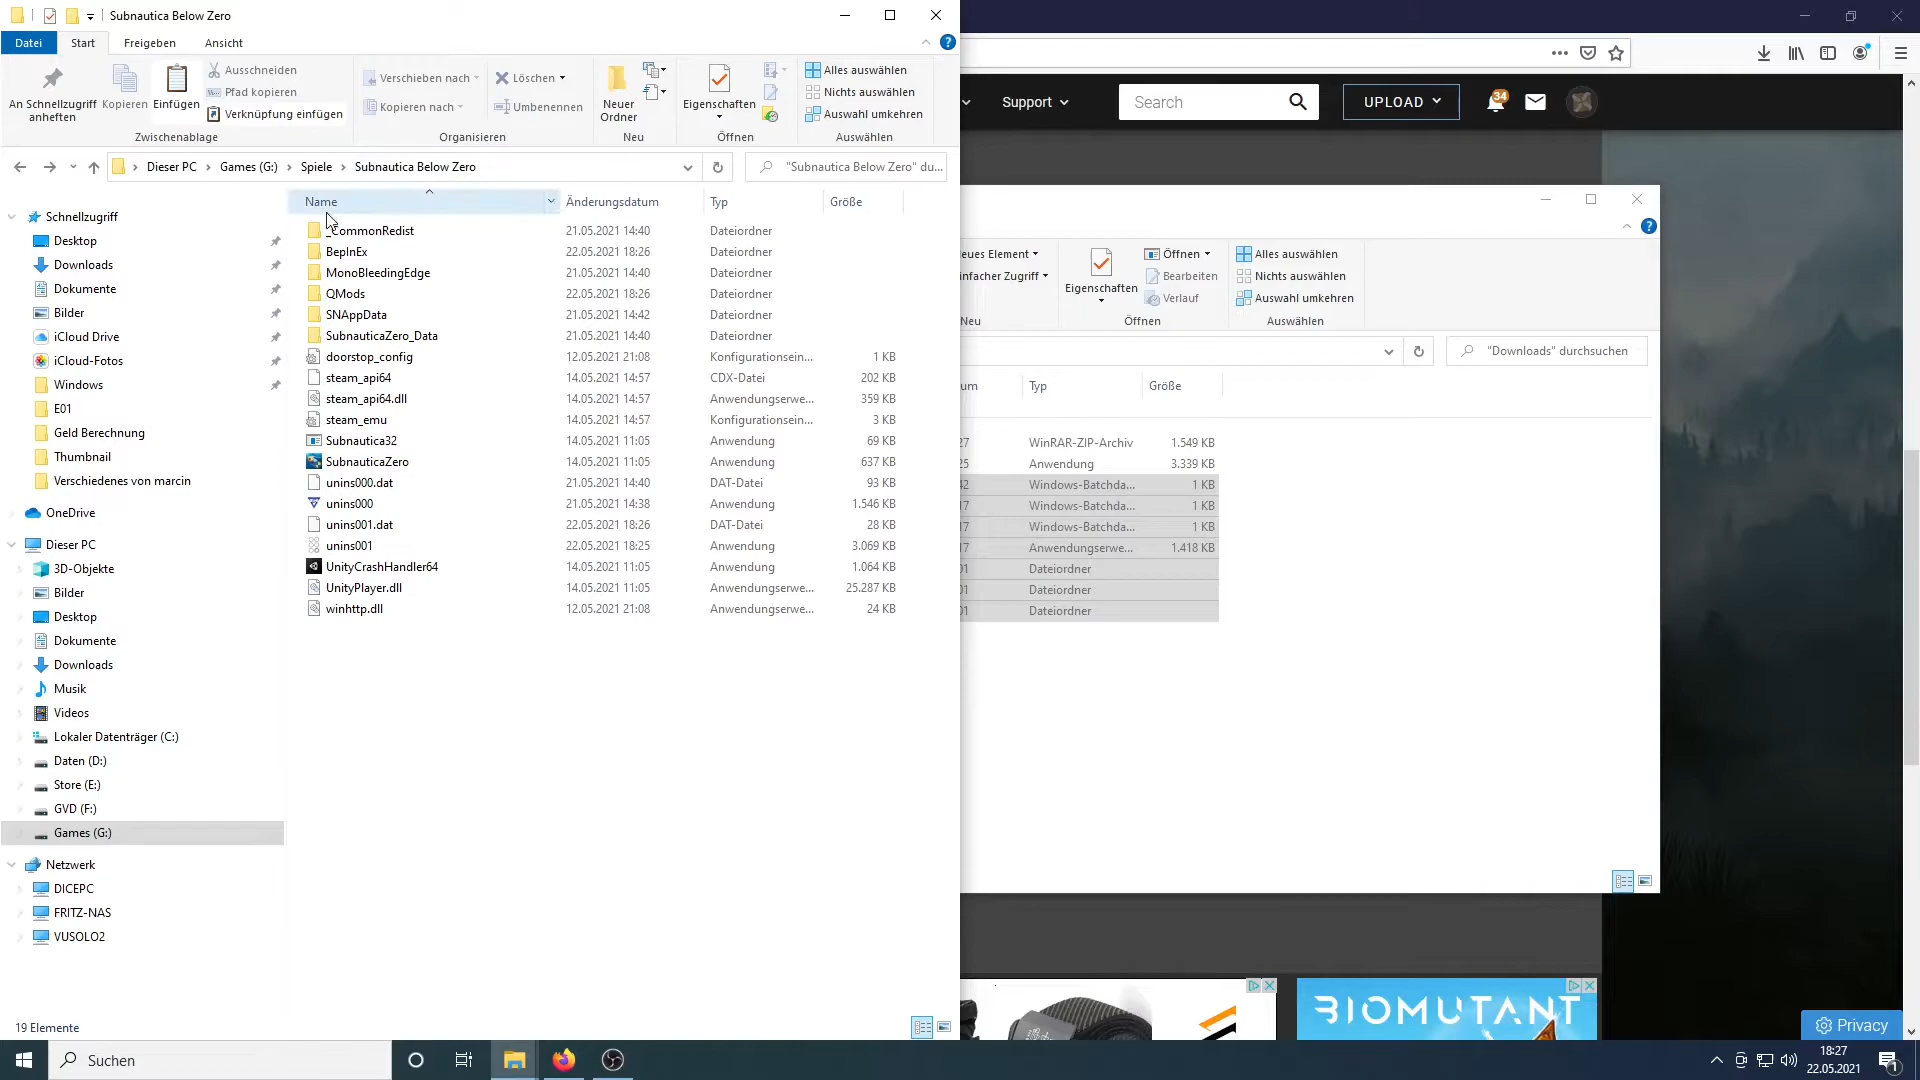 Subnautica Below Zero
Datei
Start
Freigeben
Ansicht
An Schnellzugriff
anheften
Kopieren
Einfügen
Ausschneiden
Pfad kopieren
Verknüpfung einfügen
Zwischenablage
Verschieben nach
Kopieren nach
Löschen
Umbenennen
Organisieren
Neuer
Ordner
Neu
Eigenschaften
Öffnen
Alles auswählen
Nichts auswählen
Auswahl umkehren
Auswählen
Dieser PC
Games (G:)
Spiele
Subnautica Below Zero
"Subnautica Below Zero" du...
Name
Änderungsdatum
Typ
Größe
_CommonRedist 21.05.2021 14:40 Dateiordner
BepInEx 22.05.2021 18:26 Dateiordner
MonoBleedingEdge 21.05.2021 14:40 Dateiordner
QMods 22.05.2021 18:26 Dateiordner
SNAppData 21.05.2021 14:42 Dateiordner
SubnauticaZero_Data 21.05.2021 14:40 Dateiordner
doorstop_config 12.05.2021 21:08 Konfigurationsein... 1 KB
steam_api64 14.05.2021 14:57 CDX-Datei 202 KB
steam_api64.dll 14.05.2021 14:57 Anwendungserwe... 359 KB
steam_emu 14.05.2021 14:57 Konfigurationsein... 3 KB
Subnautica32 14.05.2021 11:05 Anwendung 69 KB
SubnauticaZero 14.05.2021 11:05 Anwendung 637 KB
unins000.dat 21.05.2021 14:40 DAT-Datei 93 KB
unins000 21.05.2021 14:38 Anwendung 1.546 KB
unins001.dat 22.05.2021 18:26 DAT-Datei 28 KB
unins001 22.05.2021 18:25 Anwendung 3.069 KB
UnityCrashHandler64 14.05.2021 11:05 Anwendung 1.064 KB
UnityPlayer.dll 14.05.2021 11:05 Anwendungserwe... 25.287 KB
winhttp.dll 12.05.2021 21:08 Anwendungserwe... 24 KB
Schnellzugriff
Desktop
Downloads
Dokumente
Bilder
iCloud Drive
iCloud-Fotos
Windows
E01
Geld Berechnung
Thumbnail
Verschiedenes von marcin
OneDrive
Dieser PC
3D-Objekte
Bilder
Desktop
Dokumente
Downloads
Musik
Videos
Lokaler Datenträger (C:)
Daten (D:)
Store (E:)
GVD (F:)
Games (G:)
Netzwerk
DICEPC
FRITZ-NAS
VUSOLO2
19 Elemente
Support
Search
UPLOAD
34
eues Element
infacher Zugriff
Neu
Eigenschaften
Öffnen
Bearbeiten
Verlauf
Öffnen
Alles auswählen
Nichts auswählen
Auswahl umkehren
Auswählen
"Downloads" durchsuchen
um Typ Größe
27 WinRAR-ZIP-Archiv 1.549 KB
25 Anwendung 3.339 KB
42 Windows-Batchda... 1 KB
17 Windows-Batchda... 1 KB
17 Windows-Batchda... 1 KB
17 Anwendungserwe... 1.418 KB
01 Dateiordner
01 Dateiordner
01 Dateiordner
BIOMUTANT
Privacy
Suchen
18:27
22.05.2021
1